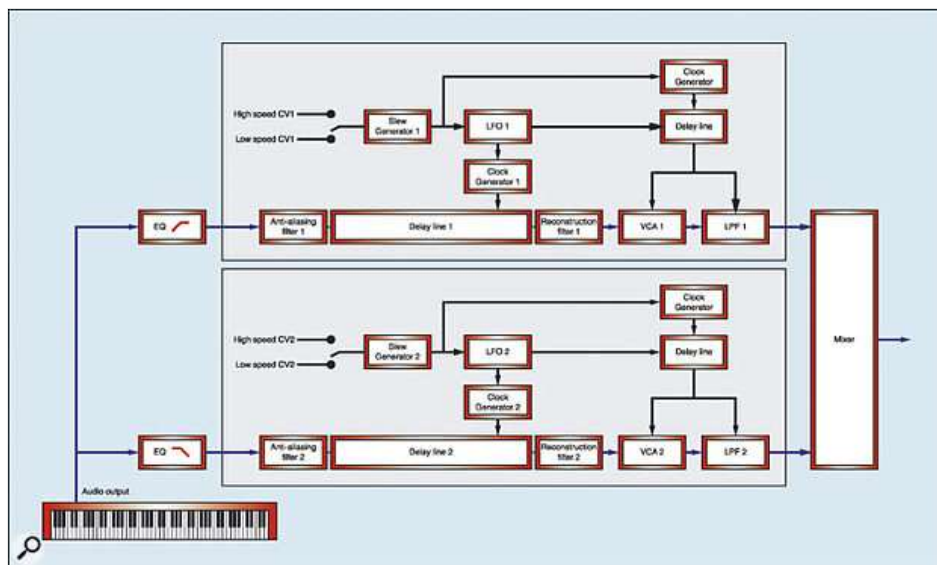 Clock
Generator
High speed CV1
Low speed CV1
Slew
Generator 1
LFO 1
Delay line
Clock
Generator 1
EQ
Anti-aliasing
filter 1
Delay line 1
Reconstruction
filter 1
VCA 1
LPF 1
Clock
Generator
High speed CV2
Low speed CV2
Slew
Generator 2
LFO 2
Delay line
Mixer
Clock
Generator 2
EQ
Anti-aliasing
filter 2
Delay line 2
Reconstruction
filter 2
VCA 2
LPF 2
Audio output